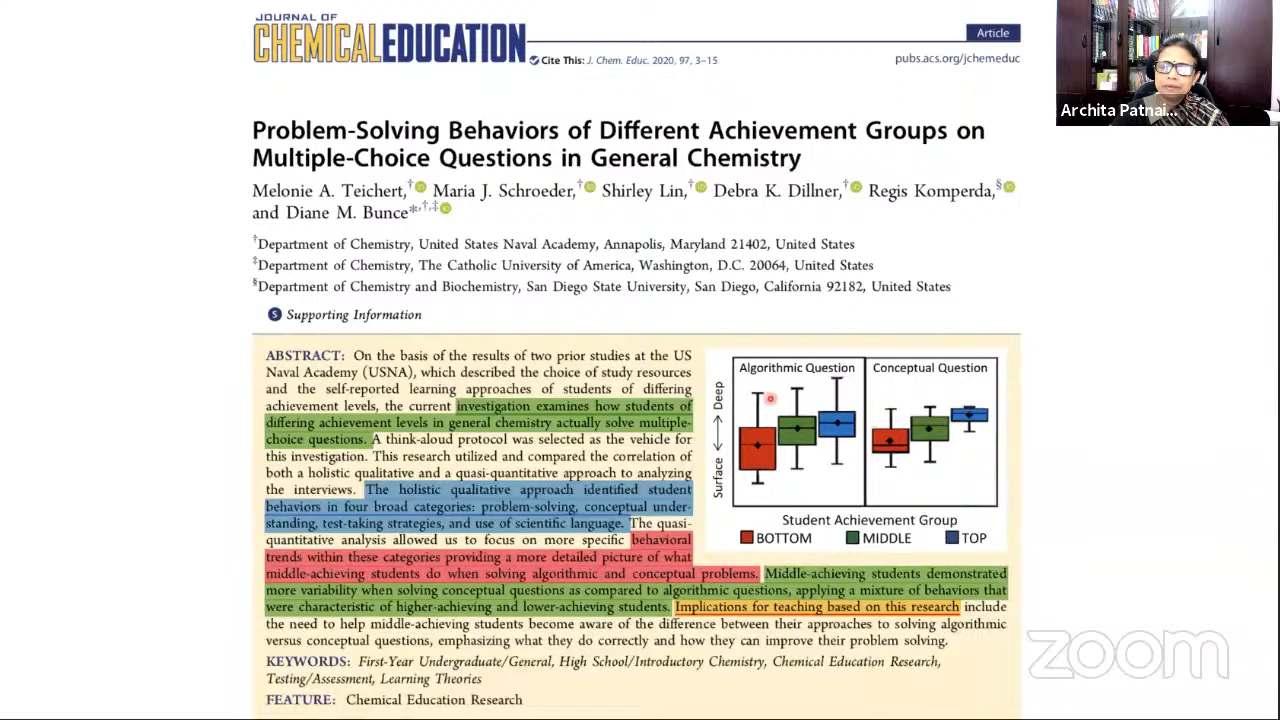 JOURNAL OF
CHEMICALEDUCATION
Article
Cite This: J. Chem. Educ. 2020, 97, 3–15
pubs.acs.org/jchemeduc
Archita Patnai...
Problem-Solving Behaviors of Different Achievement Groups on
Multiple-Choice Questions in General Chemistry
Melonie A. Teichert,† Maria J. Schroeder,† Shirley Lin,† Debra K. Dillner,† Regis Komperda,§
and Diane M. Bunce*,†,‡
†Department of Chemistry, United States Naval Academy, Annapolis, Maryland 21402, United States
‡Department of Chemistry, The Catholic University of America, Washington, D.C. 20064, United States
§Department of Chemistry and Biochemistry, San Diego State University, San Diego, California 92182, United States
S Supporting Information
ABSTRACT: On the basis of the results of two prior studies at the US
Naval Academy (USNA), which described the choice of study resources
and the self-reported learning approaches of students of differing
achievement levels, the current investigation examines how students of
differing achievement levels in general chemistry actually solve multiple-
choice questions. A think-aloud protocol was selected as the vehicle for
this investigation. This research utilized and compared the correlation of
both a holistic qualitative and a quasi-quantitative approach to analyzing
the interviews. The holistic qualitative approach identified student
behaviors in four broad categories: problem-solving, conceptual under-
standing, test-taking strategies, and use of scientific language. The quasi-
quantitative analysis allowed us to focus on more specific behavioral
trends within these categories providing a more detailed picture of what
middle-achieving students do when solving algorithmic and conceptual problems. Middle-achieving students demonstrated
more variability when solving conceptual questions as compared to algorithmic questions, applying a mixture of behaviors that
were characteristic of higher-achieving and lower-achieving students. Implications for teaching based on this research include
the need to help middle-achieving students become aware of the difference between their approaches to solving algorithmic
versus conceptual questions, emphasizing what they do correctly and how they can improve their problem solving.
Algorithmic Question
Conceptual Question
Surface ⟷ Deep
Student Achievement Group
BOTTOM MIDDLE TOP
KEYWORDS: First-Year Undergraduate/General, High School/Introductory Chemistry, Chemical Education Research,
Testing/Assessment, Learning Theories
FEATURE: Chemical Education Research
zoom